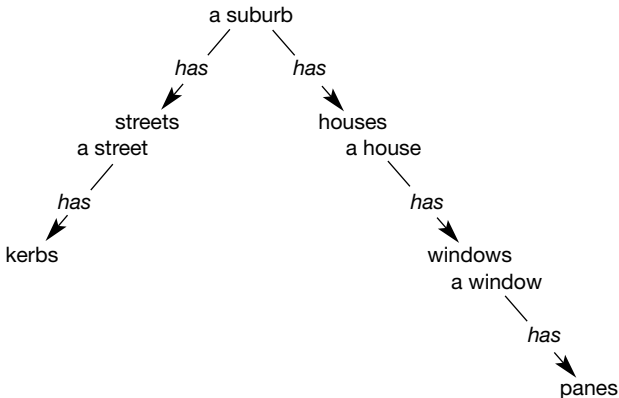 a suburb
has has
streets houses
a street a house
has has
kerbs windows
a window
has
panes